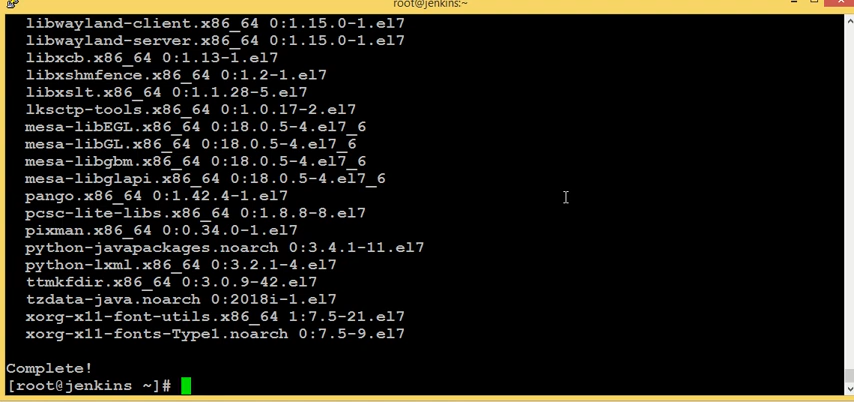 root@jenkins:~
libwayland-client.x86_64 0:1.15.0-1.el7
libwayland-server.x86_64 0:1.15.0-1.el7
libxcb.x86_64 0:1.13-1.el7
libxshmfence.x86_64 0:1.2-1.el7
libxslt.x86_64 0:1.1.28-5.el7
lksctp-tools.x86_64 0:1.0.17-2.el7
mesa-libEGL.x86_64 0:18.0.5-4.el7_6
mesa-libGL.x86_64 0:18.0.5-4.el7_6
mesa-libgbm.x86_64 0:18.0.5-4.el7_6
mesa-libglapi.x86_64 0:18.0.5-4.el7_6
pango.x86_64 0:1.42.4-1.el7
pcsc-lite-libs.x86_64 0:1.8.8-8.el7
pixman.x86_64 0:0.34.0-1.el7
python-javapackages.noarch 0:3.4.1-11.el7
python-lxml.x86_64 0:3.2.1-4.el7
ttmkfdir.x86_64 0:3.0.9-42.el7
tzdata-java.noarch 0:2018i-1.el7
xorg-x11-font-utils.x86_64 1:7.5-21.el7
xorg-x11-fonts-Type1.noarch 0:7.5-9.el7
Complete!
[root@jenkins ~]#